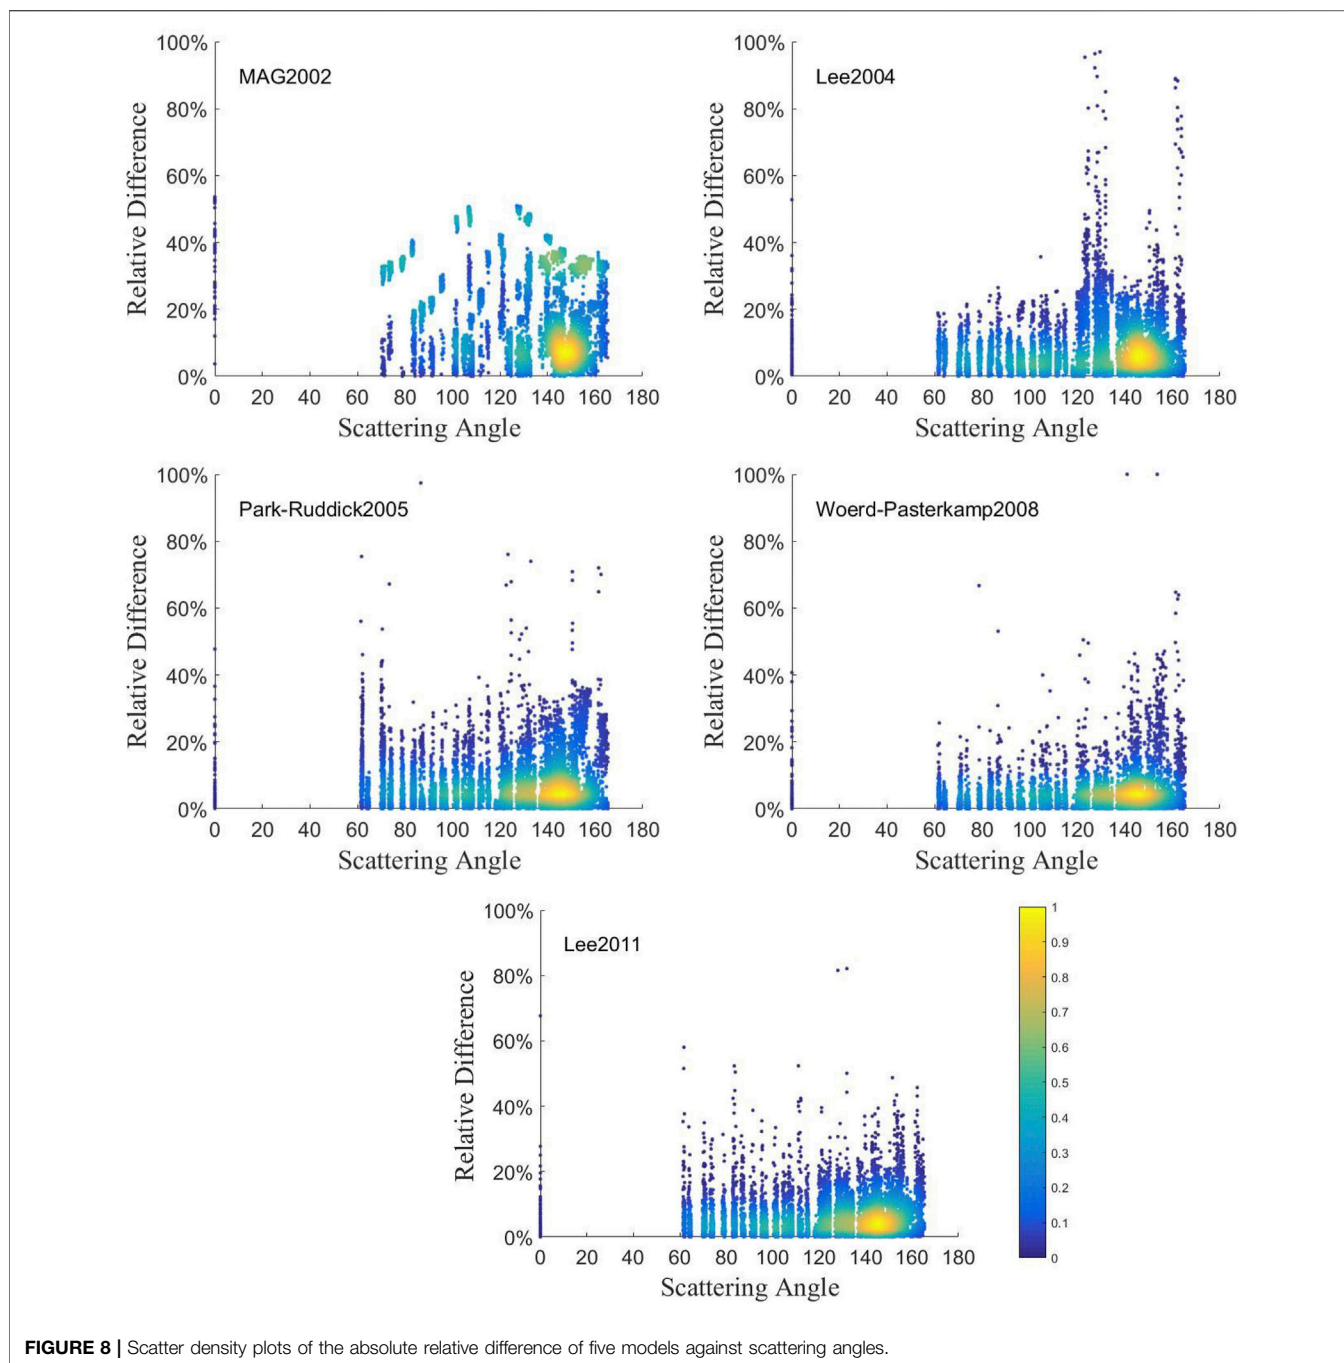 MAG2002
100%
80%
60%
40%
20%
0%
Relative Difference
0 20 40 60 80 100 120 140 160 180
Scattering Angle
Lee2004
100%
80%
60%
40%
20%
0%
Relative Difference
0 20 40 60 80 100 120 140 160 180
Scattering Angle
Park-Ruddick2005
100%
80%
60%
40%
20%
0%
Relative Difference
0 20 40 60 80 100 120 140 160 180
Scattering Angle
Woerd-Pasterkamp2008
100%
80%
60%
40%
20%
0%
Relative Difference
0 20 40 60 80 100 120 140 160 180
Scattering Angle
Lee2011
100%
80%
60%
40%
20%
0%
Relative Difference
0 20 40 60 80 100 120 140 160 180
Scattering Angle
1
0.9
0.8
0.7
0.6
0.5
0.4
0.3
0.2
0.1
0
FIGURE 8 | Scatter density plots of the absolute relative difference of five models against scattering angles.